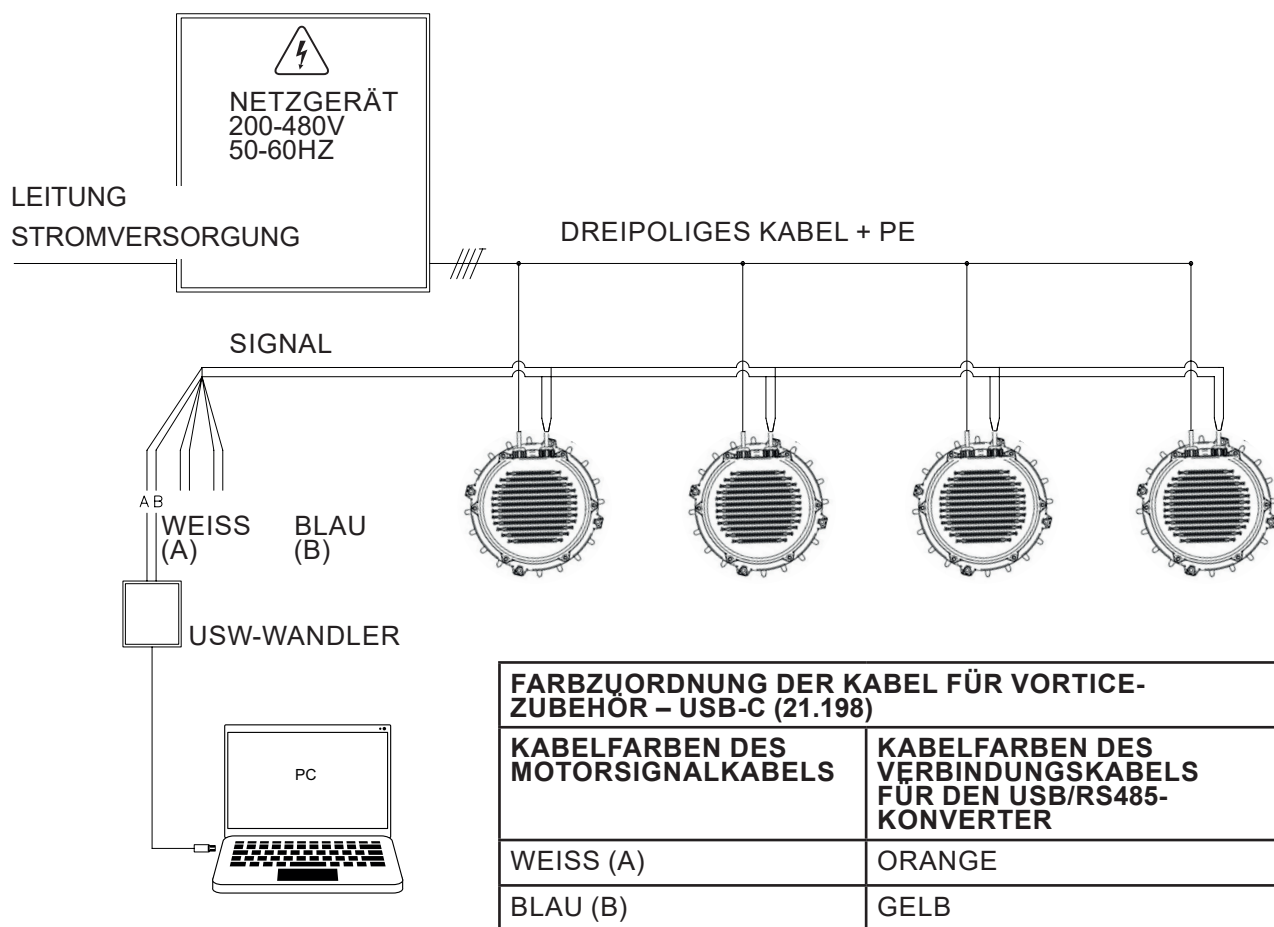 NETZGERÄT
200-480V
50-60HZ
LEITUNG
STROMVERSORGUNG
DREIPOLIGES KABEL + PE
SIGNAL
A B
WEISS
(A)
BLAU
(B)
USW-WANDLER
PC
FARBZUORDNUNG DER KABEL FÜR VORTICE-
ZUBEHÖR – USB-C (21.198)
KABELFARBEN DES
MOTORSIGNALKABELS
KABELFARBEN DES
VERBINDUNGSKABELS
FÜR DEN USB/RS485-
KONVERTER
WEISS (A)
ORANGE
BLAU (B)
GELB